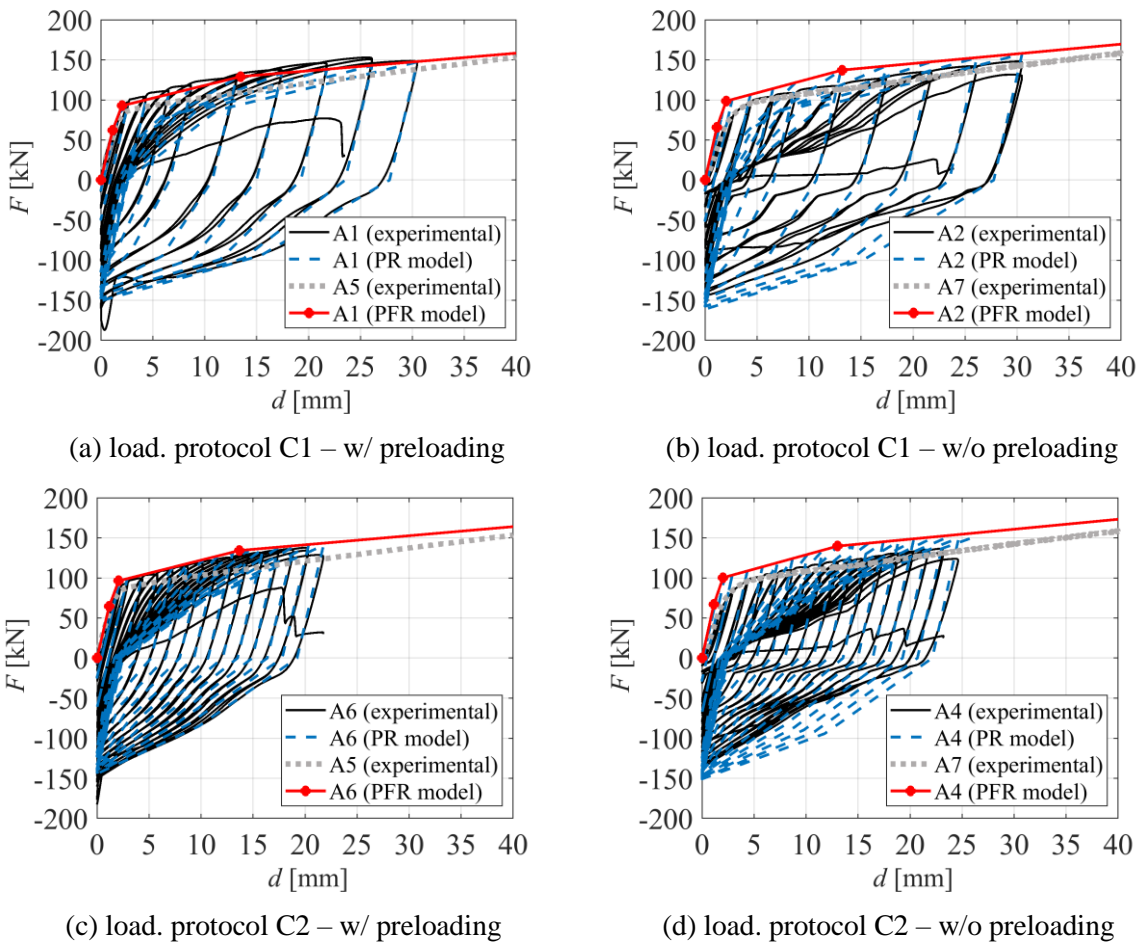 200
150
100
50
0
-50
-100
-150
-200
F [kN]
0 5 10 15 20 25 30 35 40
d [mm]
A1 (experimental)
A1 (PR model)
A5 (experimental)
A1 (PFR model)
(a) load. protocol C1 – w/ preloading
200
150
100
50
0
-50
-100
-150
-200
F [kN]
0 5 10 15 20 25 30 35 40
d [mm]
A2 (experimental)
A2 (PR model)
A7 (experimental)
A2 (PFR model)
(b) load. protocol C1 – w/o preloading
200
150
100
50
0
-50
-100
-150
-200
F [kN]
0 5 10 15 20 25 30 35 40
d [mm]
A6 (experimental)
A6 (PR model)
A5 (experimental)
A6 (PFR model)
(c) load. protocol C2 – w/ preloading
200
150
100
50
0
-50
-100
-150
-200
F [kN]
0 5 10 15 20 25 30 35 40
d [mm]
A4 (experimental)
A4 (PR model)
A7 (experimental)
A4 (PFR model)
(d) load. protocol C2 – w/o preloading